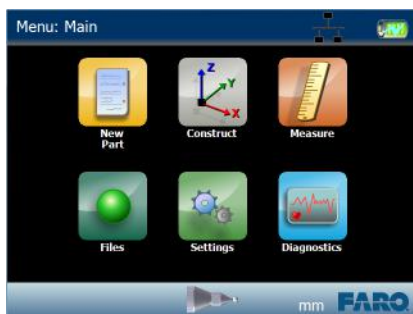 Menu: Main
Z
Y
X
New
Part
Construct
Measure
Files
Settings
Diagnostics
mm
FARO